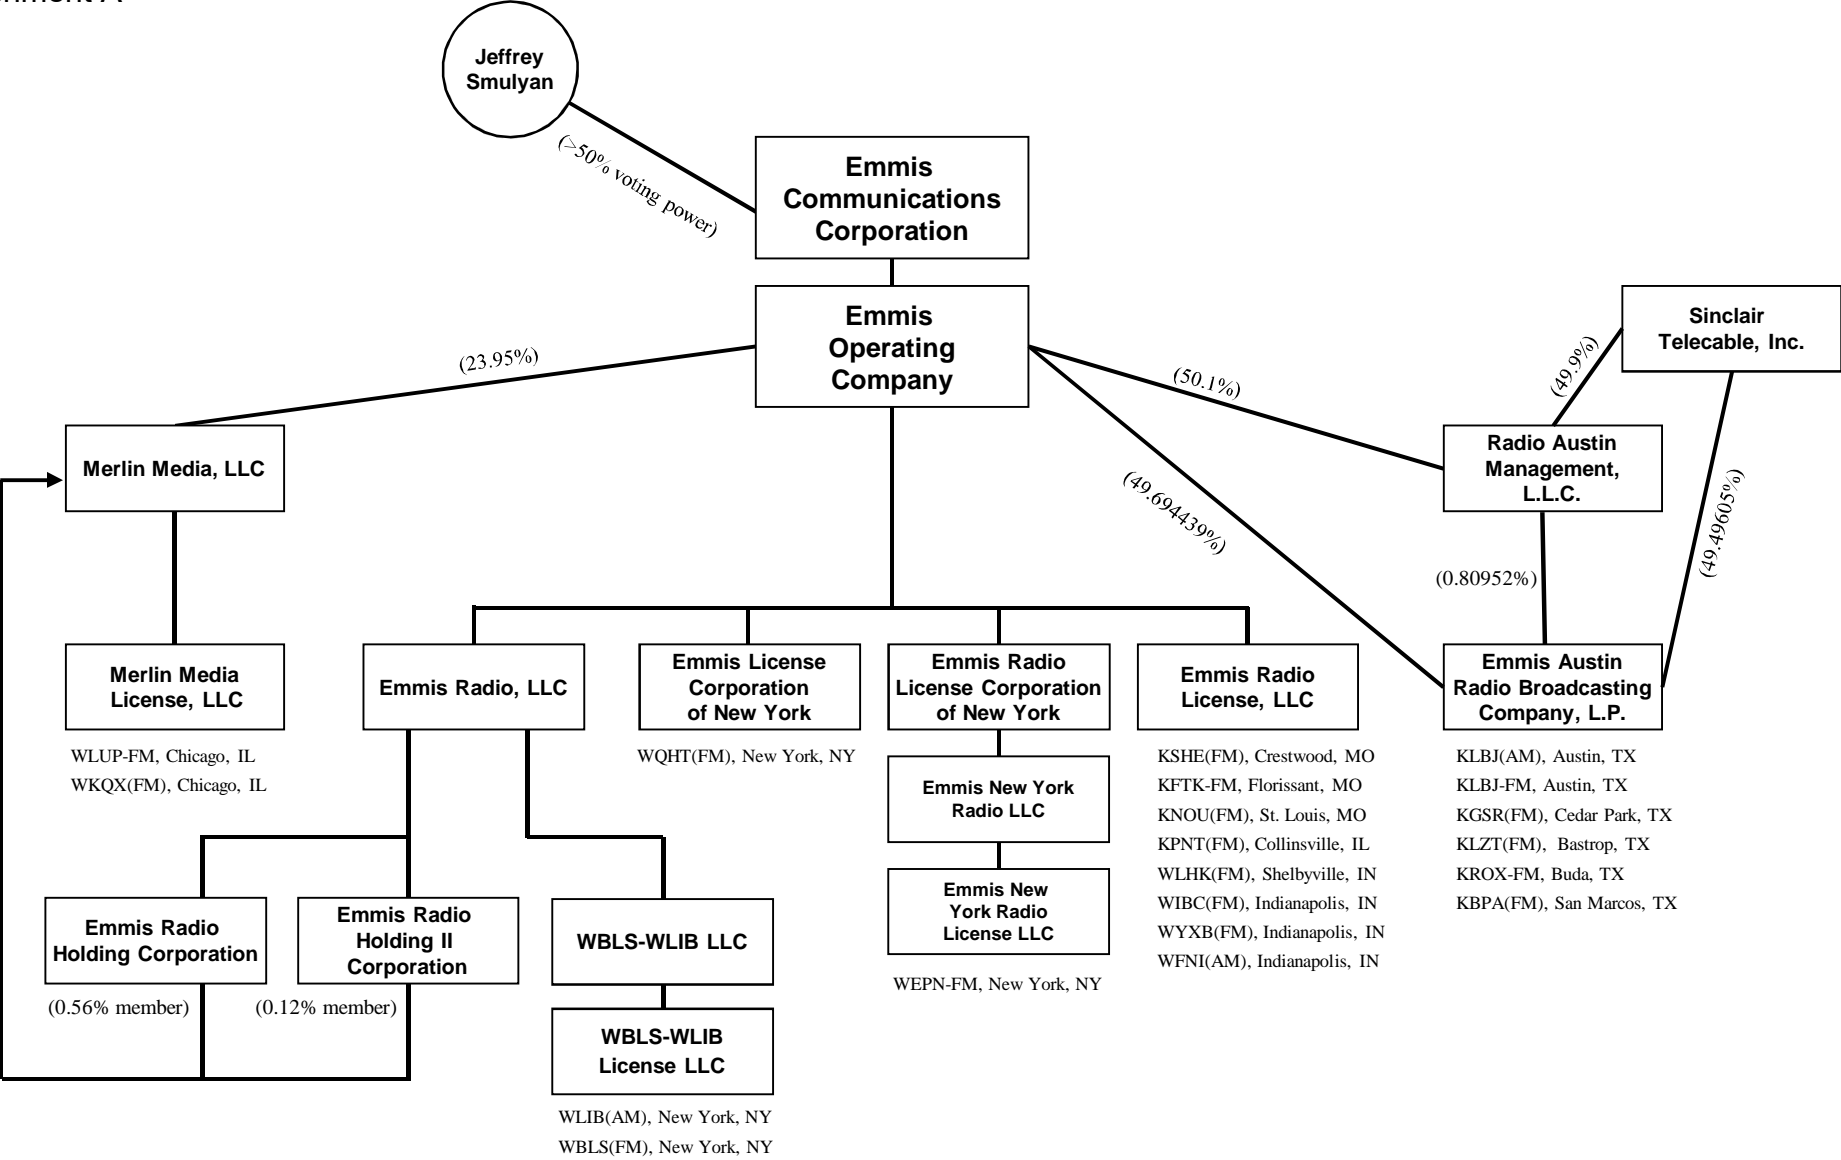 Jeffrey
Smulyan
(>50% voting power)
Emmis
Communications
Corporation
Emmis
Operating
Company
Sinclair
Telecable, Inc.
(23.95%)
(50.1%)
(49.9%)
Merlin Media, LLC
Radio Austin
Management,
L.L.C.
(49.694439%)
(49.49605%)
(0.80952%)
Merlin Media
License, LLC
WLUP-FM, Chicago, IL
WKQX(FM), Chicago, IL
Emmis Radio, LLC
Emmis License
Corporation
of New York
WQHT(FM), New York, NY
Emmis Radio
License Corporation
of New York
Emmis New York
Radio LLC
Emmis New
York Radio
License LLC
WEPN-FM, New York, NY
Emmis Radio
License, LLC
KSHE(FM), Crestwood, MO
KFTK-FM, Florissant, MO
KNOU(FM), St. Louis, MO
KPNT(FM), Collinsville, IL
WLHK(FM), Shelbyville, IN
WIBC(FM), Indianapolis, IN
WYXB(FM), Indianapolis, IN
WFNI(AM), Indianapolis, IN
Emmis Austin
Radio Broadcasting
Company, L.P.
KLBJ(AM), Austin, TX
KLBJ-FM, Austin, TX
KGSR(FM), Cedar Park, TX
KLZT(FM), Bastrop, TX
KROX-FM, Buda, TX
KBPA(FM), San Marcos, TX
Emmis Radio
Holding Corporation
(0.56% member)
Emmis Radio
Holding II
Corporation
(0.12% member)
WBLS-WLIB LLC
WBLS-WLIB
License LLC
WLIB(AM), New York, NY
WBLS(FM), New York, NY